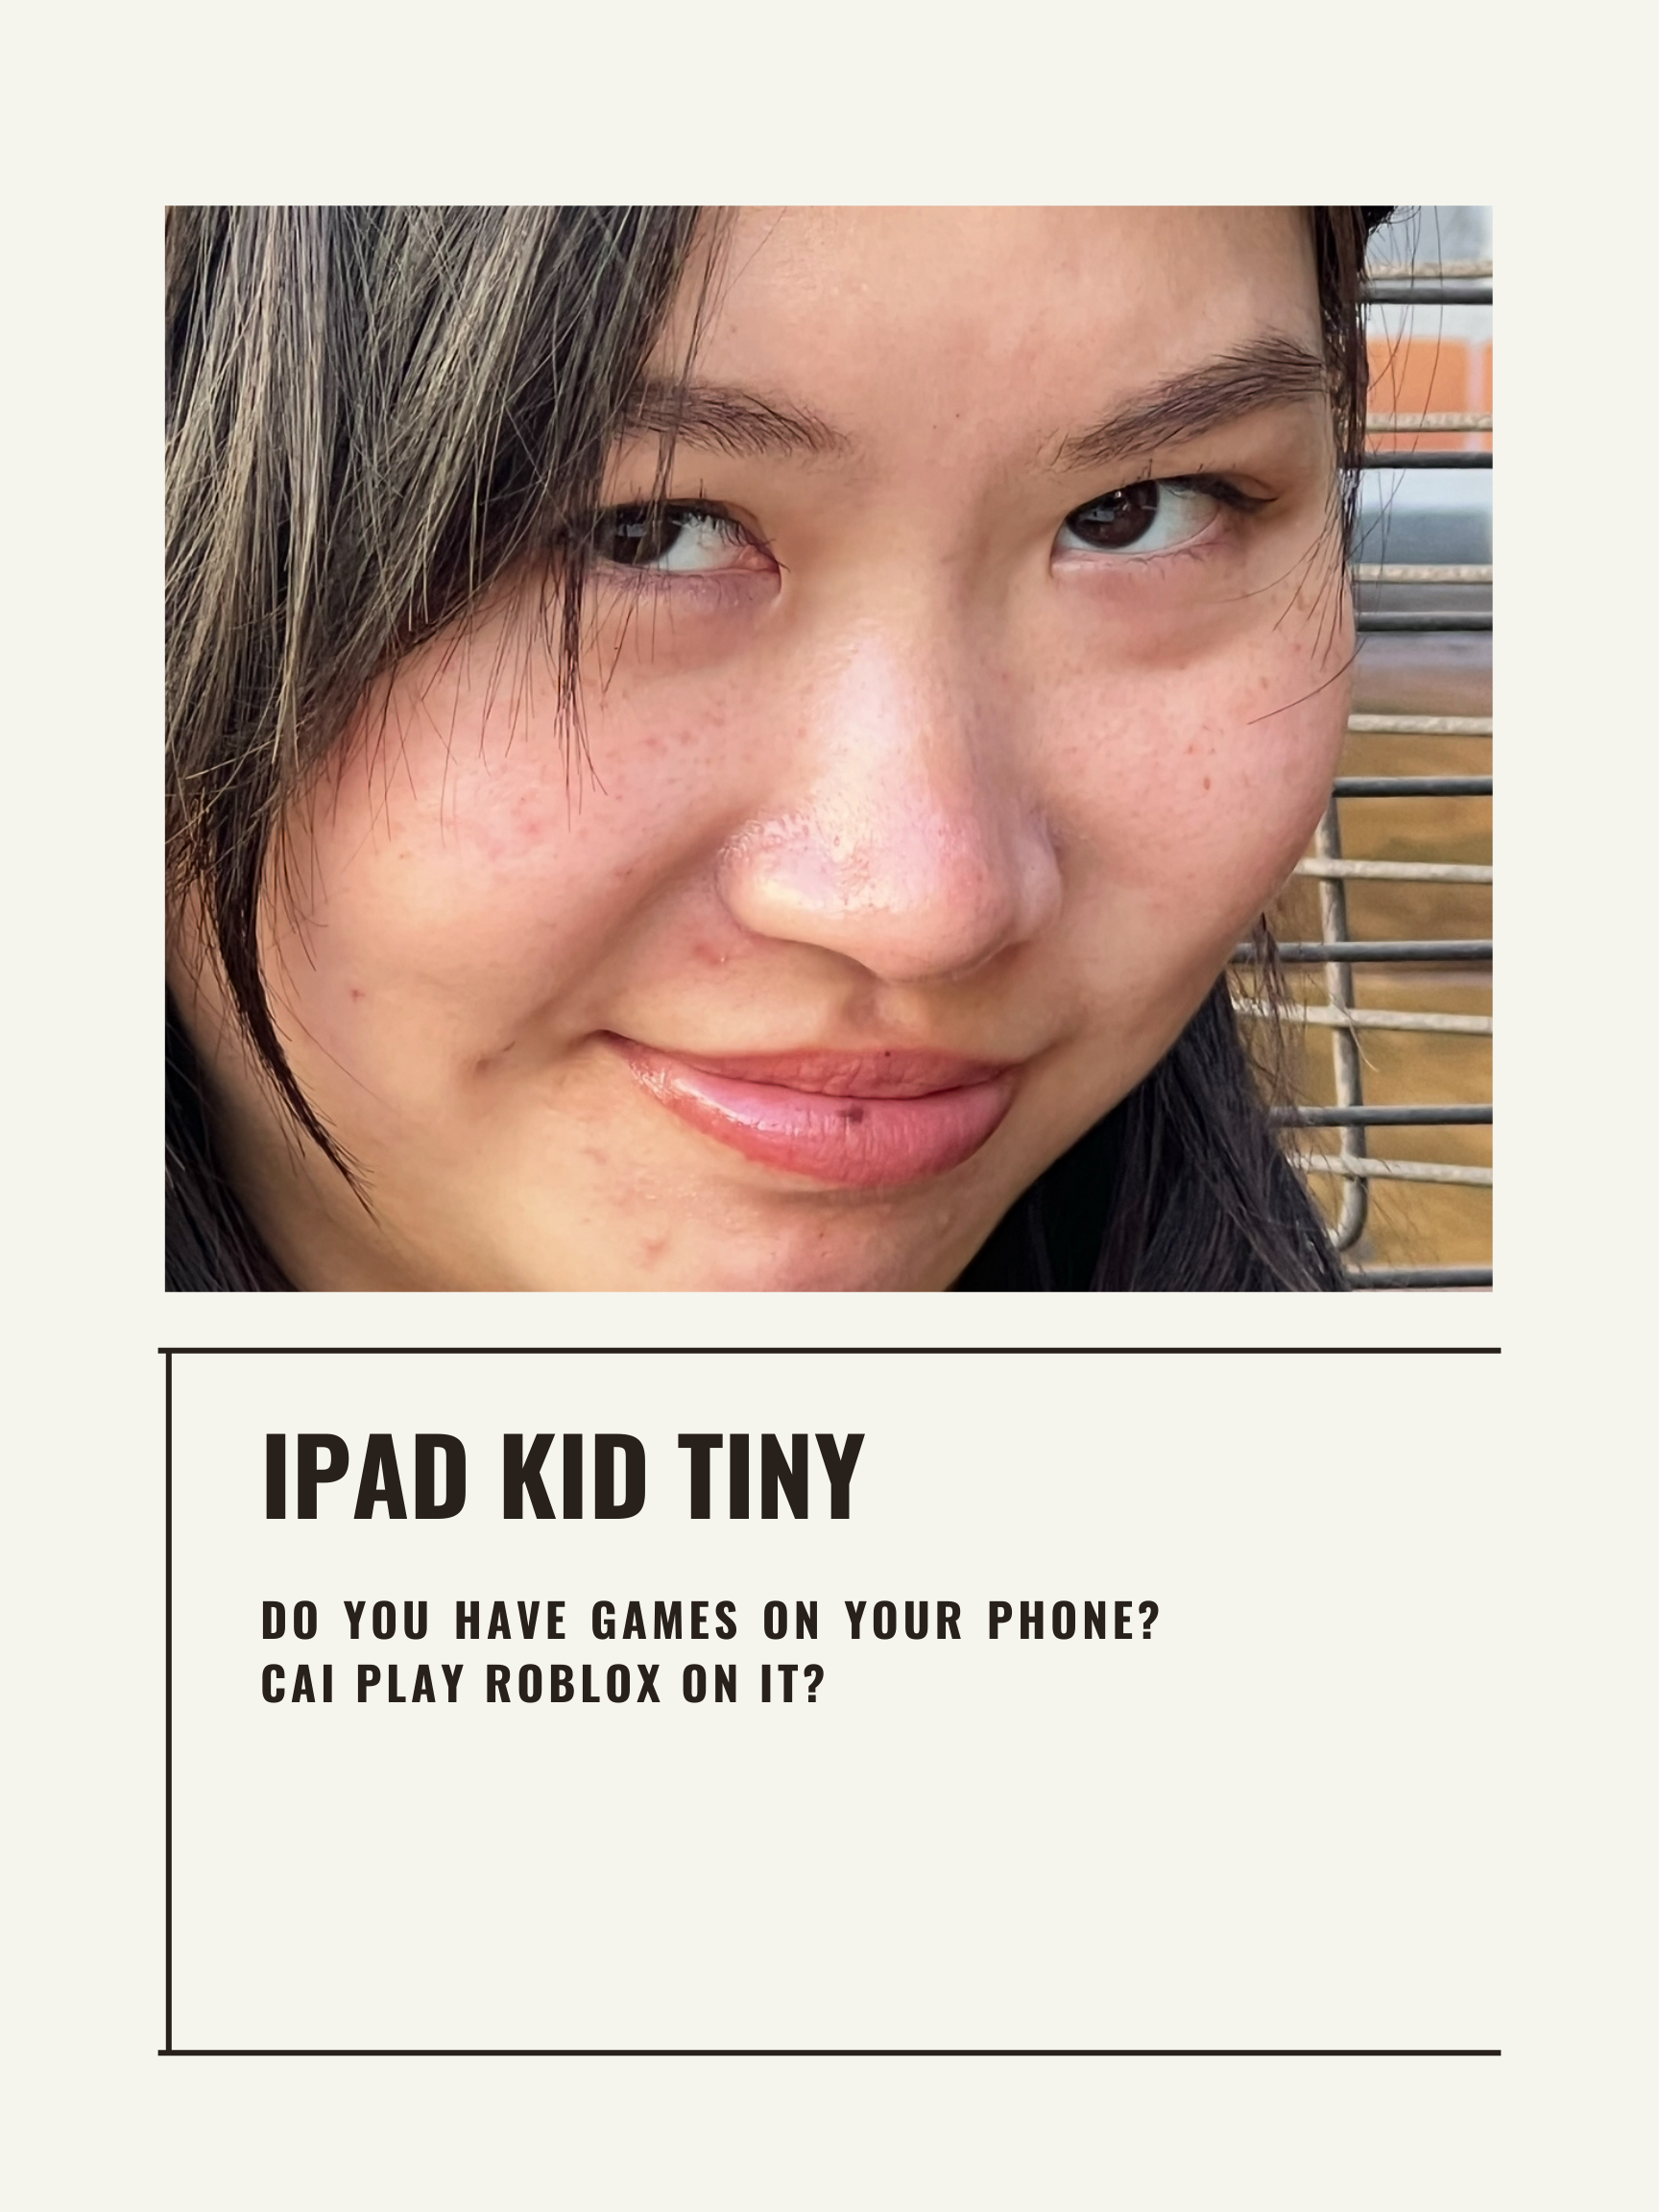 IPAD KID TINY
DO YOU HAVE GAMES ON YOUR PHONE?
CAI PLAY ROBLOX ON IT?